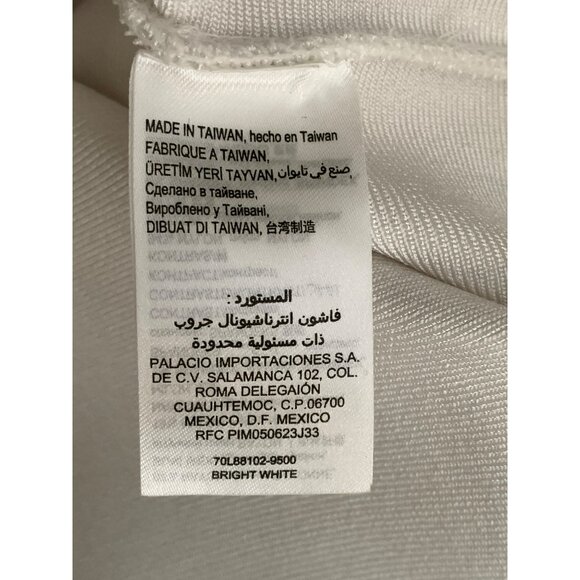 MADE IN TAIWAN, hecho en Taiwan
FABRIQUE A TAIWAN,
ÜRETİM YERİ TAYVAN, صنع في تايوان,
Сделано в тайване,
Вироблено у Тайвані,
DIBUAT DI TAIWAN, 台湾制造
المستورد :
فاشون انترناشيونال جروب
ذات مسئولية محدودة
PALACIO IMPORTACIONES S.A.
DE C.V. SALAMANCA 102, COL.
ROMA DELEGAIÓN
CUAUHTEMOC, C.P.06700
MEXICO, D.F. MEXICO
RFC PIM050623J33
70L88102-9500
BRIGHT WHITE